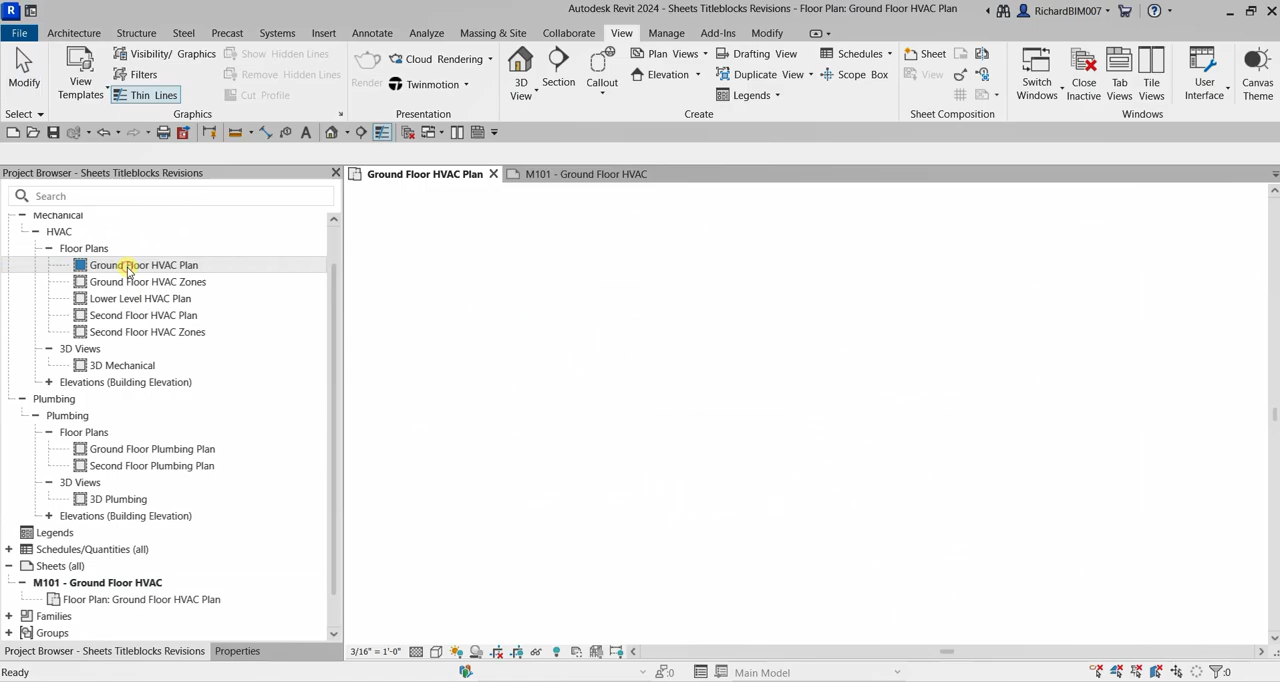 Autodesk Revit 2024 - Sheets Titleblocks Revisions - Floor Plan: Ground Floor HVAC Plan
RichardBIM007
File Architecture Structure Steel Precast Systems Insert Annotate Analyze Massing & Site Collaborate View Manage Add-Ins Modify
Modify
Select
View Templates
Visibility/ Graphics
Filters
Thin Lines
Show Hidden Lines
Remove Hidden Lines
Cut Profile
Graphics
Render
Cloud Rendering
Twinmotion
Presentation
3D View
Section
Callout
Plan Views
Elevation
Drafting View
Duplicate View
Legends
Schedules
Scope Box
Create
Sheet
View
Sheet Composition
Switch Windows
Close Inactive
Tab Views
Tile Views
User Interface
Windows
Canvas Theme
Project Browser - Sheets Titleblocks Revisions
Search
Mechanical
HVAC
Floor Plans
Ground Floor HVAC Plan
Ground Floor HVAC Zones
Lower Level HVAC Plan
Second Floor HVAC Plan
Second Floor HVAC Zones
3D Views
3D Mechanical
Elevations (Building Elevation)
Plumbing
Plumbing
Floor Plans
Ground Floor Plumbing Plan
Second Floor Plumbing Plan
3D Views
3D Plumbing
Elevations (Building Elevation)
Legends
Schedules/Quantities (all)
Sheets (all)
M101 - Ground Floor HVAC
Floor Plan: Ground Floor HVAC Plan
Families
Groups
Project Browser - Sheets Titleblocks Revisions Properties
Ground Floor HVAC Plan
M101 - Ground Floor HVAC
3/16" = 1'-0"
Ready
:0
Main Model
:0